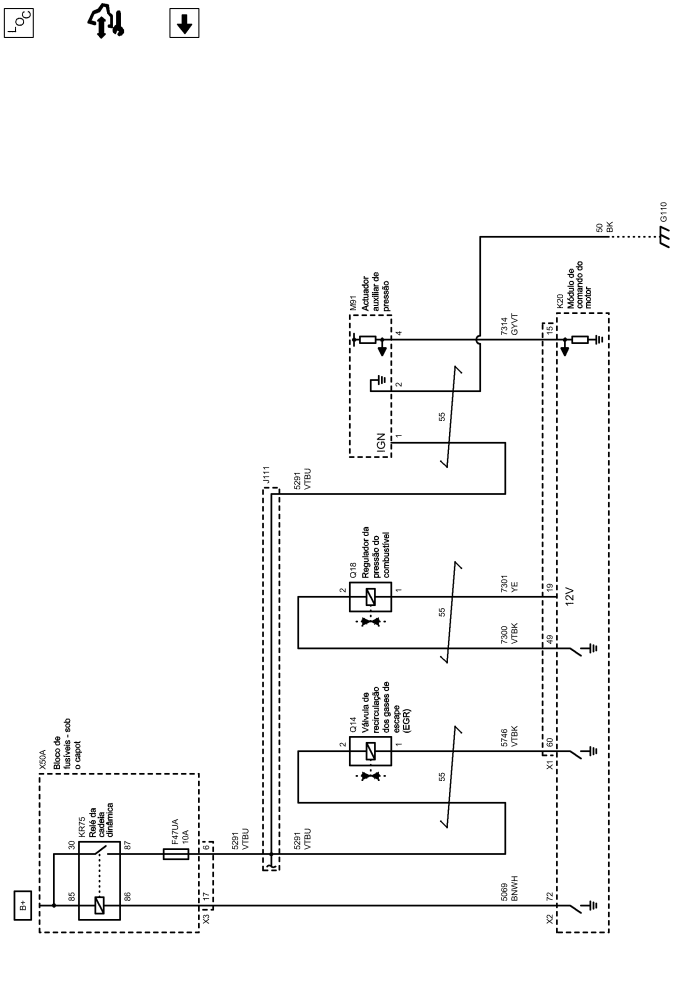 LOC
B+
X50A
Bloco de
fusíveis - sob
o capot
KR75
Relé da
cadeia
dinâmica
85
30
86
87
F47UA
10A
X3
17
6
5291
VTBU
J111
5291
VTBU
5291
VTBU
Q14
Válvula de
recirculação
dos gases de
escape
(EGR)
2
1
Q18
Regulador da
pressão do
combustível
2
1
M91
Actuador
auxiliar de
pressão
IGN
1
2
4
55
55
55
5069
BNWH
5746
VTBK
7300
VTBK
7301
YE
7314
GYVT
50
BK
G110
X2
72
X1
60
49
19
15
12V
K20
Módulo de
comando do
motor